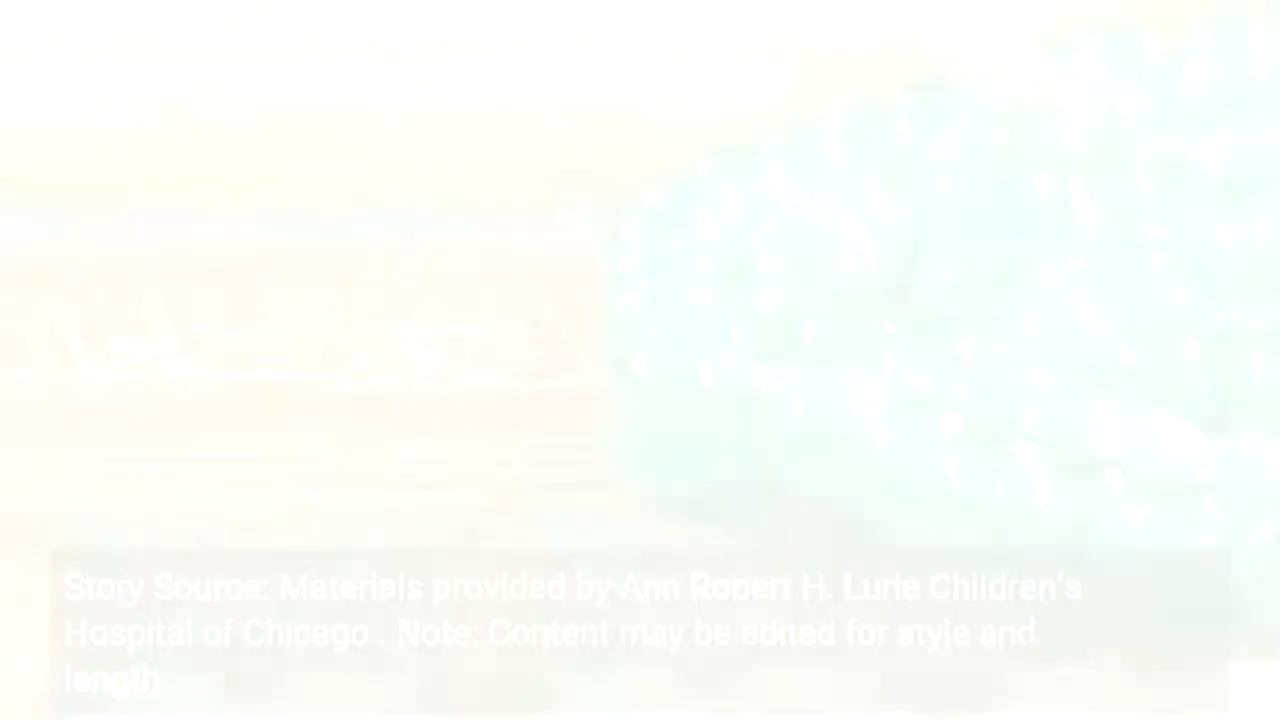 Story Source: Materials provided by Ann Robert H. Lurie Children's
Hospital of Chicago . Note: Content may be edited for style and
length